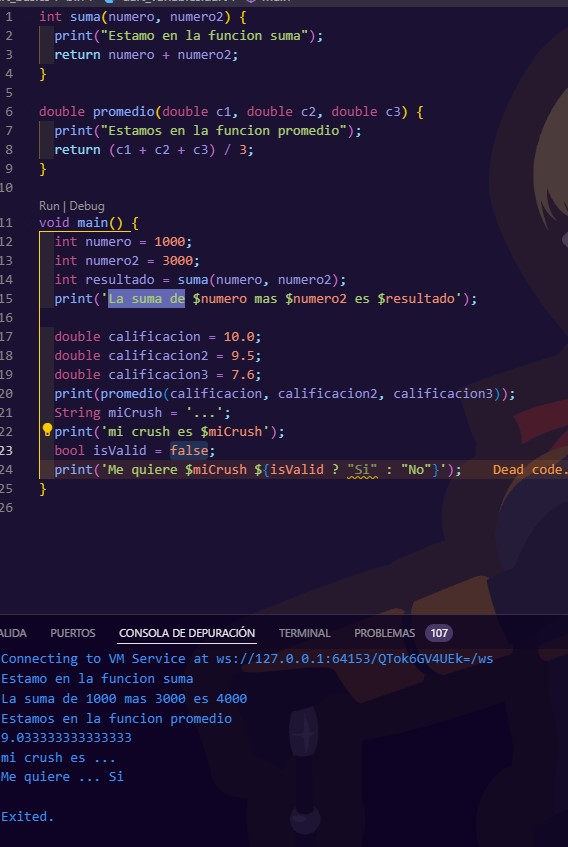 1 int suma(numero, numero2) {
2 print("Estamo en la funcion suma");
3 return numero + numero2;
4 }
5
6 double promedio(double c1, double c2, double c3) {
7 print("Estamos en la funcion promedio");
8 return (c1 + c2 + c3) / 3;
9 }
10
Run | Debug
11 void main() {
12 int numero = 1000;
13 int numero2 = 3000;
14 int resultado = suma(numero, numero2);
15 print('La suma de $numero mas $numero2 es $resultado');
16
17 double calificacion = 10.0;
18 double calificacion2 = 9.5;
19 double calificacion3 = 7.6;
20 print(promedio(calificacion, calificacion2, calificacion3));
21 String miCrush = '...';
22 print('mi crush es $miCrush');
23 bool isValid = false;
24 print('Me quiere $miCrush ${isValid ? "Si" : "No"}'); Dead code.
25 }
26
ALIDA PUERTOS CONSOLA DE DEPURACIÓN TERMINAL PROBLEMAS 107
Connecting to VM Service at ws://127.0.0.1:64153/QTok6GV4UEk=/ws
Estamo en la funcion suma
La suma de 1000 mas 3000 es 4000
Estamos en la funcion promedio
9.033333333333333
mi crush es ...
Me quiere ... Si
Exited.